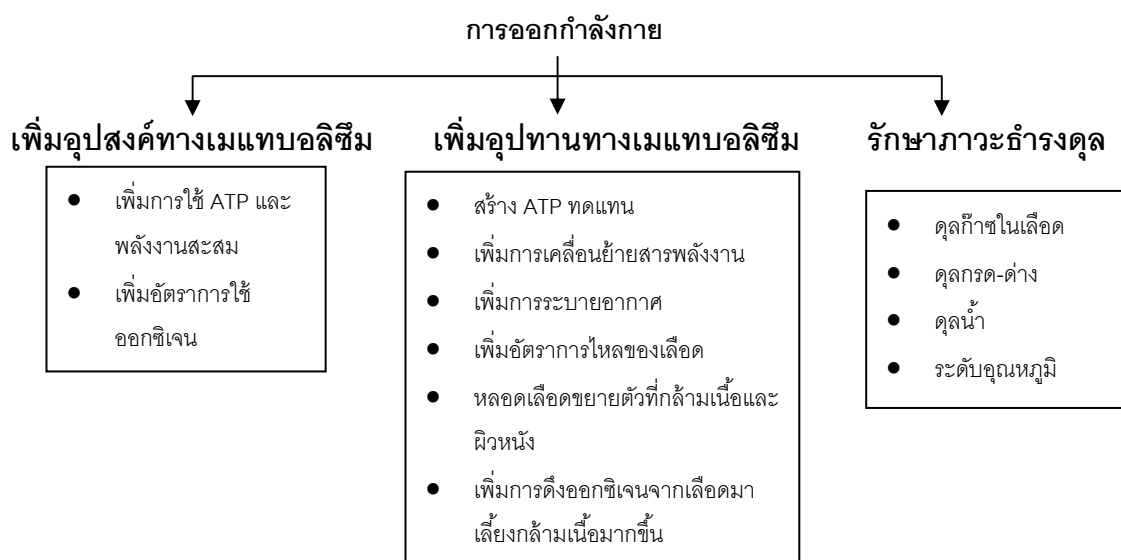 การออกกำลังกาย
เพิ่มอุปสงค์ทางเมแทบอลิซึม
● เพิ่มการใช้ ATP และ
พลังงานสะสม
● เพิ่มอัตราการใช้
ออกซิเจน
เพิ่มอุปทานทางเมแทบอลิซึม
● สร้าง ATP ทดแทน
● เพิ่มการเคลื่อนย้ายสารพลังงาน
● เพิ่มการระบายอากาศ
● เพิ่มอัตราการไหลของเลือด
● หลอดเลือดขยายตัวที่กล้ามเนื้อและ
ผิวหนัง
● เพิ่มการดึงออกซิเจนจากเลือดมา
เลี้ยงกล้ามเนื้อมากขึ้น
รักษาภาวะธำรงดุล
● ดุลก๊าซในเลือด
● ดุลกรด-ด่าง
● ดุลน้ำ
● ระดับอุณหภูมิ